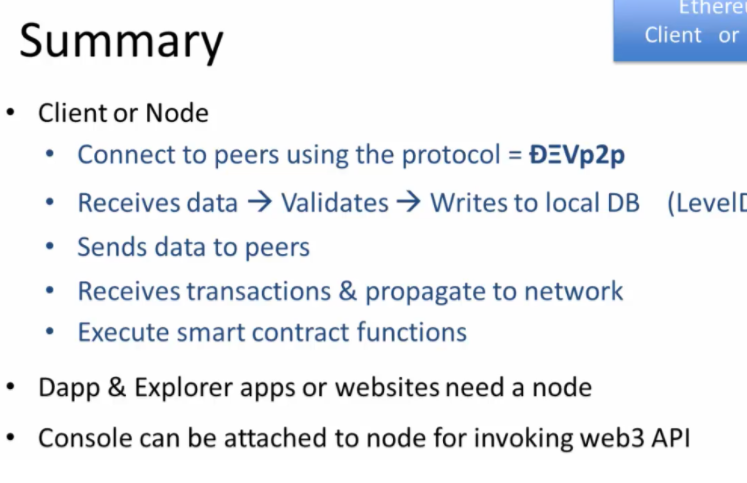 Summary
Client or
• Client or Node
• Connect to peers using the protocol = ÐΞVp2p
• Receives data → Validates → Writes to local DB
• Sends data to peers
• Receives transactions & propagate to network
• Execute smart contract functions
• Dapp & Explorer apps or websites need a node
• Console can be attached to node for invoking web3 API